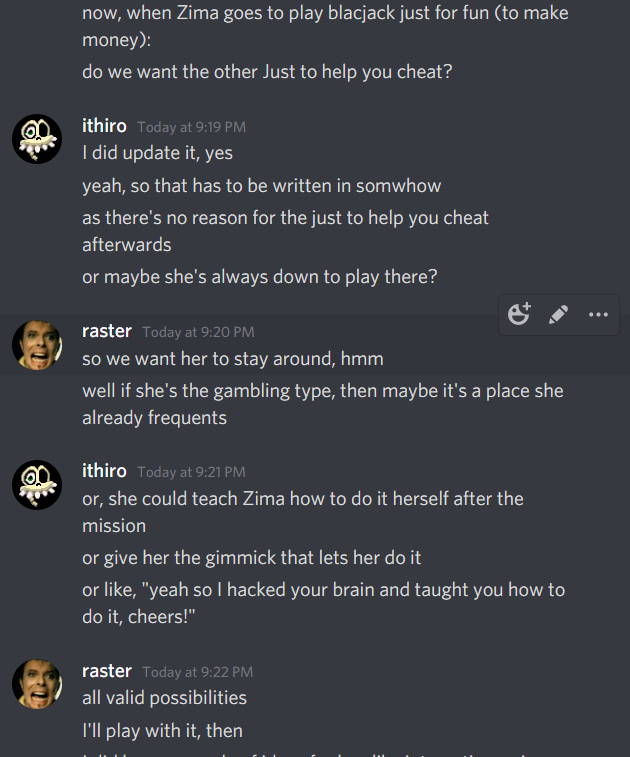 now, when Zima goes to play blacjack just for fun (to make
money):
do we want the other Just to help you cheat?
ithiro Today at 9:19 PM
I did update it, yes
yeah, so that has to be written in somwhow
as there's no reason for the just to help you cheat
afterwards
or maybe she's always down to play there?
raster Today at 9:20 PM
so we want her to stay around, hmm
well if she's the gambling type, then maybe it's a place she
already frequents
ithiro Today at 9:21 PM
or, she could teach Zima how to do it herself after the
mission
or give her the gimmick that lets her do it
or like, "yeah so I hacked your brain and taught you how to
do it, cheers!"
raster Today at 9:22 PM
all valid possibilities
I'll play with it, then